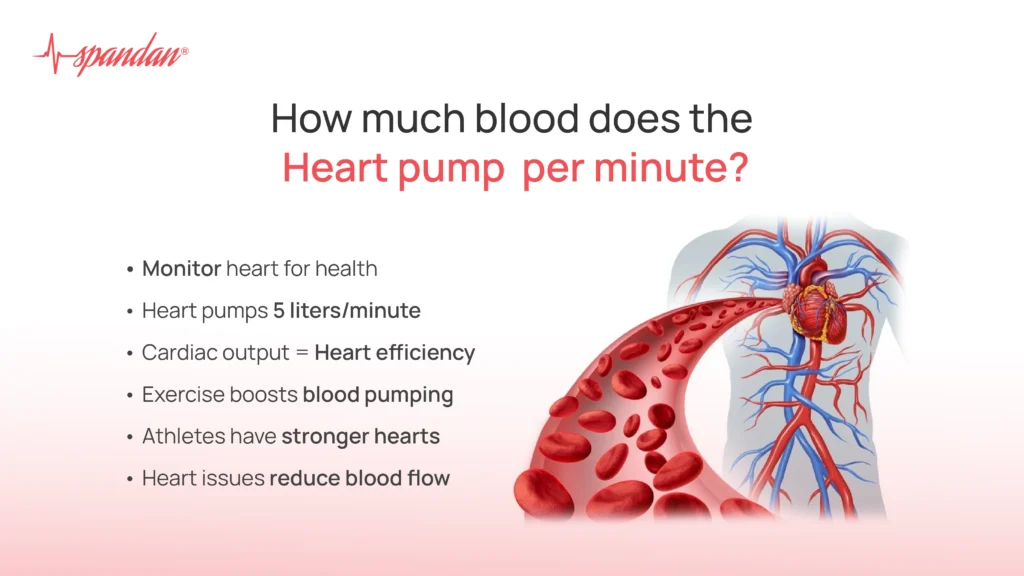 spandan®
How much blood does the
Heart pump per minute?
• Monitor heart for health
• Heart pumps 5 liters/minute
• Cardiac output = Heart efficiency
• Exercise boosts blood pumping
• Athletes have stronger hearts
• Heart issues reduce blood flow